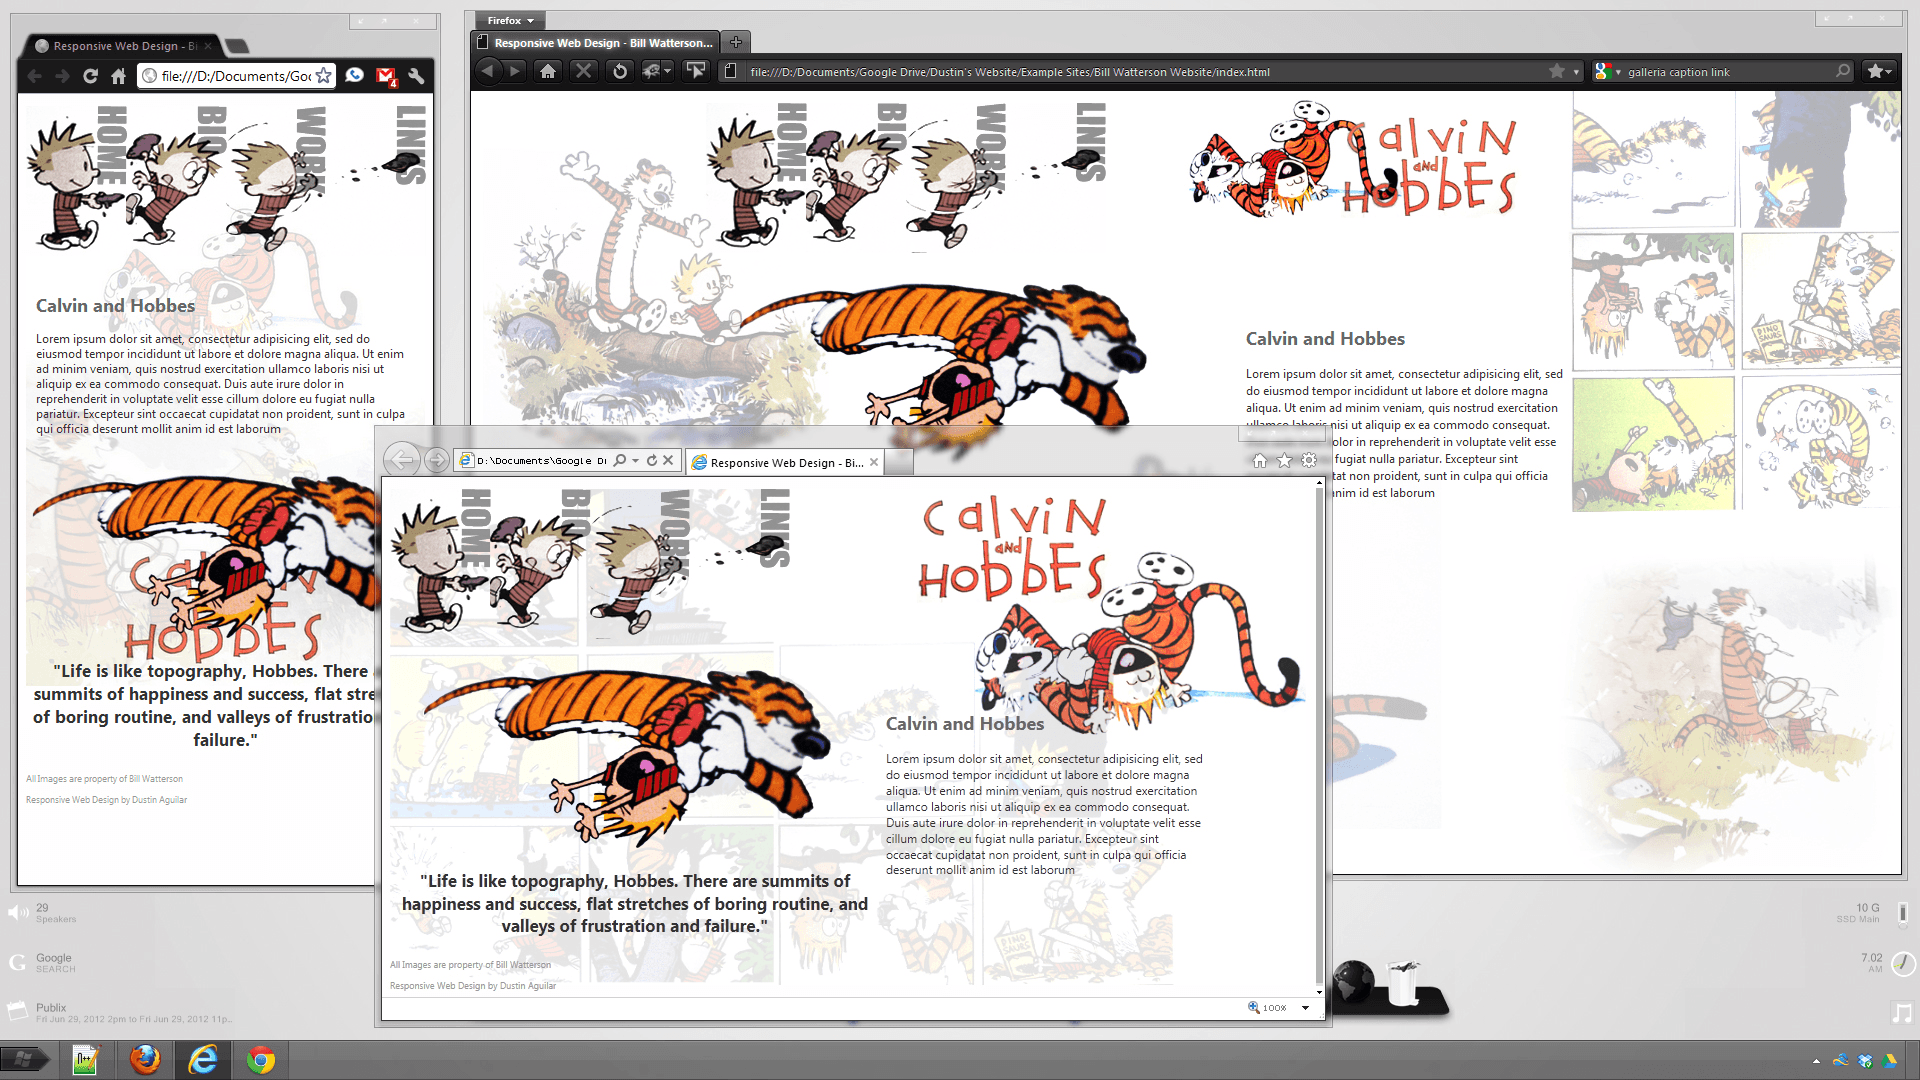 Responsive Web Design - Bi
file:///D:/Documents/Goo
4
HOME
BIO
WORK
LINKS
Calvin and Hobbes
Lorem ipsum dolor sit amet, consectetur adipisicing elit, sed do
eiusmod tempor incididunt ut labore et dolore magna aliqua. Ut enim
ad minim veniam, quis nostrud exercitation ullamco laboris nisi ut
aliquip ex ea commodo consequat. Duis aute irure dolor in
reprehenderit in voluptate velit esse cillum dolore eu fugiat nulla
pariatur. Excepteur sint occaecat cupidatat non proident, sunt in culpa
qui officia deserunt mollit anim id est laborum
HOBBES
"Life is like topography, Hobbes. There
summits of happiness and success, flat stre
of boring routine, and valleys of frustratio
failure."
All Images are property of Bill Watterson
Responsive Web Design by Dustin Aguilar
Firefox
Responsive Web Design - Bill Watterson...
file:///D:/Documents/Google Drive/Dustin's Website/Example Sites/Bill Watterson Website/index.html
galleria caption link
HOME
BIO
WORK
LINKS
CalviN
aND
HObbES
Calvin and Hobbes
Lorem ipsum dolor sit amet, consectetur adipisicing elit, sed do
eiusmod tempor incididunt ut labore et dolore magna
aliqua. Ut enim ad minim veniam, quis nostrud exercitation
ullamco laboris nisi ut aliquip ex ea commodo consequat.
olor in reprehenderit in voluptate velit esse
fugiat nulla pariatur. Excepteur sint
tat non proident, sunt in culpa qui officia
anim id est laborum
DINO
SAURS
D:\Documents\Google Dr
Responsive Web Design - Bi...
HOME
BIO
WORK
LINKS
CalviN
aND
HObbES
Calvin and Hobbes
Lorem ipsum dolor sit amet, consectetur adipisicing elit, sed
do eiusmod tempor incididunt ut labore et dolore magna
aliqua. Ut enim ad minim veniam, quis nostrud exercitation
ullamco laboris nisi ut aliquip ex ea commodo consequat.
Duis aute irure dolor in reprehenderit in voluptate velit esse
cillum dolore eu fugiat nulla pariatur. Excepteur sint
occaecat cupidatat non proident, sunt in culpa qui officia
deserunt mollit anim id est laborum
"Life is like topography, Hobbes. There are summits of
happiness and success, flat stretches of boring routine, and
valleys of frustration and failure."
DINO
SAURS
All Images are property of Bill Watterson
Responsive Web Design by Dustin Aguilar
100%
29
Speakers
Google
SEARCH
Publix
Fri Jun 29, 2012 2pm to Fri Jun 29, 2012 11p...
10 G
SSD Main
7.02
AM